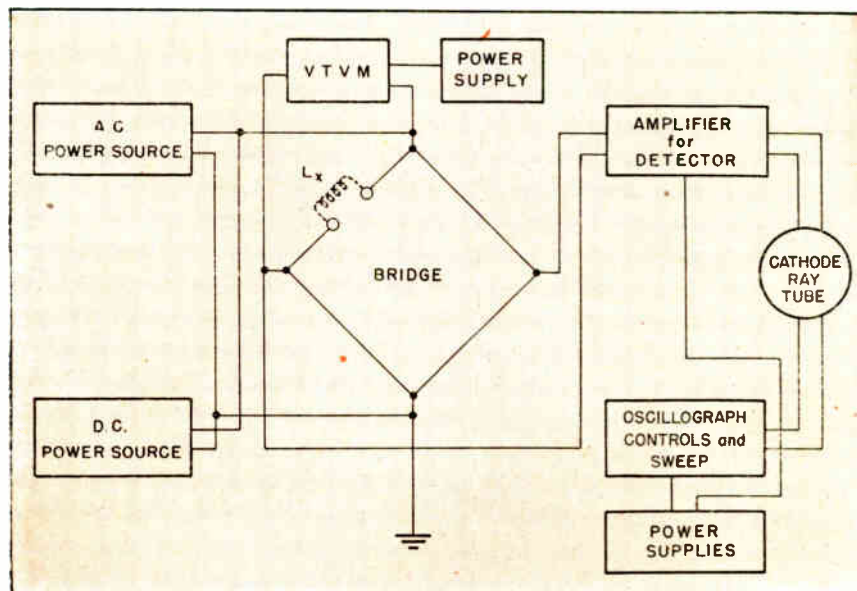 V T V M
POWER
SUPPLY
A.C.
POWER SOURCE
AMPLIFIER
for
DETECTOR
Lx
BRIDGE
CATHODE
RAY
TUBE
D.C.
POWER SOURCE
OSCILLOGRAPH
CONTROLS and
SWEEP
POWER
SUPPLIES